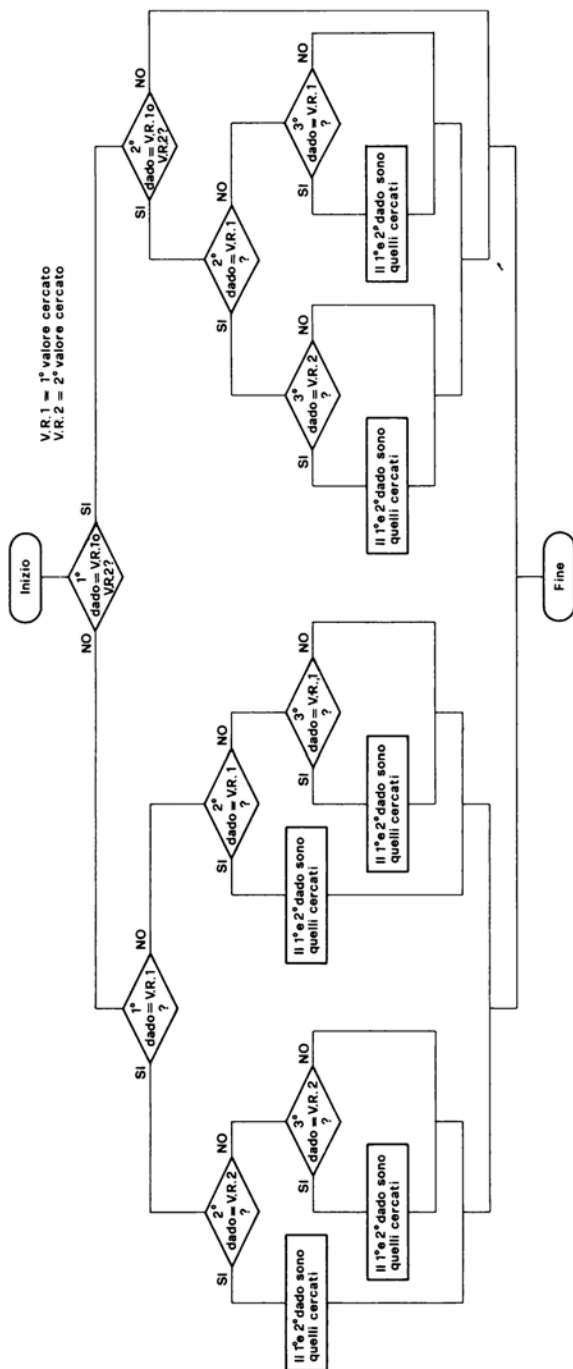 Inizio
V.R.1 = 1° valore cercato
V.R.2 = 2° valore cercato
1°
dado = V.R.1o
V.R.2?
NO
SI
1°
dado = V.R.1
?
SI
NO
2°
dado = V.R.1o
V.R.2?
SI
NO
2°
dado = V.R.2
?
SI
NO
2°
dado = V.R.1
?
SI
NO
2°
dado = V.R.1
?
SI
NO
Il 1° e 2° dado sono
quelli cercati
3°
dado = V.R.2
?
SI
NO
Il 1° e 2° dado sono
quelli cercati
3°
dado = V.R.,1
?
SI
NO
3°
dado = V.R.2
?
SI
NO
3°
dado = V.R.1
?
SI
NO
Il 1° e 2° dado sono
quelli cercati
Il 1° e 2° dado sono
quelli cercati
Il 1° e 2° dado sono
quelli cercati
Il 1° e 2° dado sono
quelli cercati
Fine